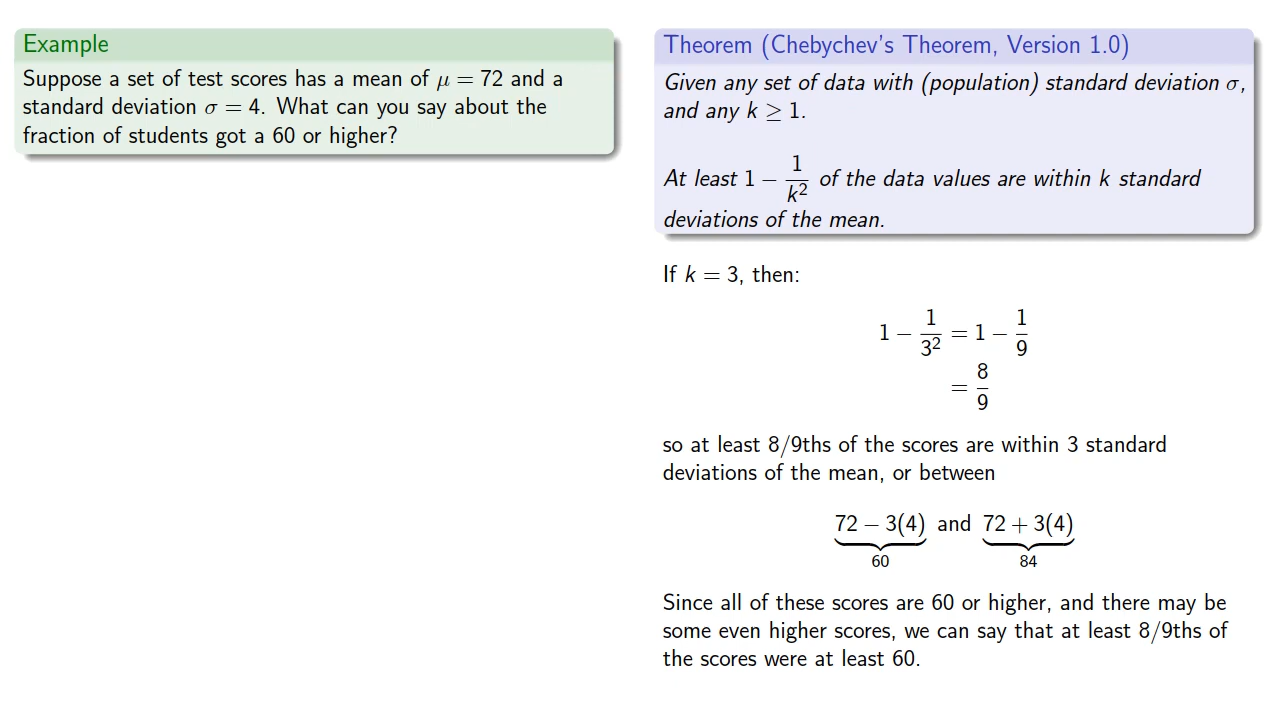 Example
Suppose a set of test scores has a mean of μ = 72 and a
standard deviation σ = 4. What can you say about the
fraction of students got a 60 or higher?
Theorem (Chebychev's Theorem, Version 1.0)
Given any set of data with (population) standard deviation σ,
and any k ≥ 1.
At least 1 − 1/k² of the data values are within k standard
deviations of the mean.
If k = 3, then:
1 − 1/3² = 1 − 1/9
= 8/9
so at least 8/9ths of the scores are within 3 standard
deviations of the mean, or between
72 − 3(4) and 72 + 3(4)
60 84
Since all of these scores are 60 or higher, and there may be
some even higher scores, we can say that at least 8/9ths of
the scores were at least 60.